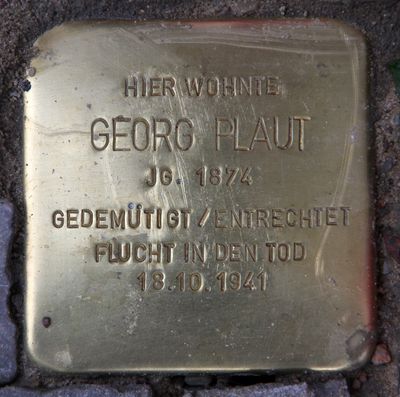 HIER WOHNTE
GEORG PLAUT
JG. 1874
GEDEMÜTIGT / ENTRECHTET
FLUCHT IN DEN TOD
18.10.1941